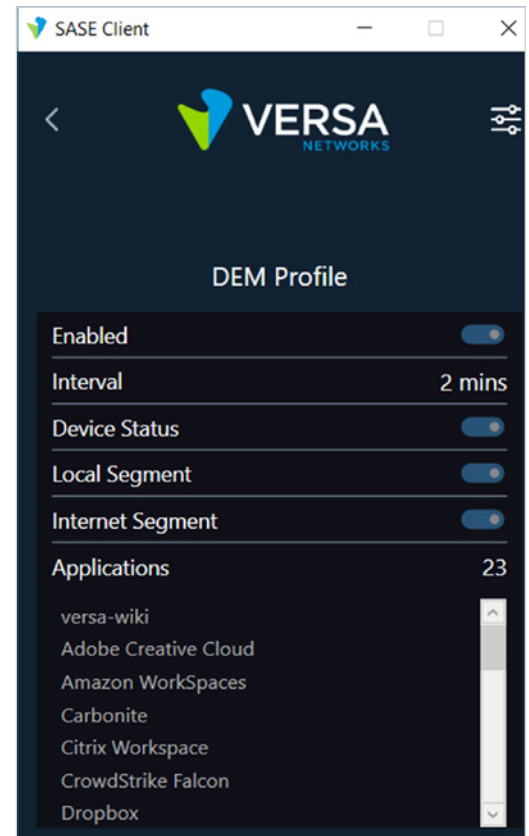 SASE Client
VERSA
NETWORKS
DEM Profile
Enabled
Interval 2 mins
Device Status
Local Segment
Internet Segment
Applications 23
versa-wiki
Adobe Creative Cloud
Amazon WorkSpaces
Carbonite
Citrix Workspace
CrowdStrike Falcon
Dropbox